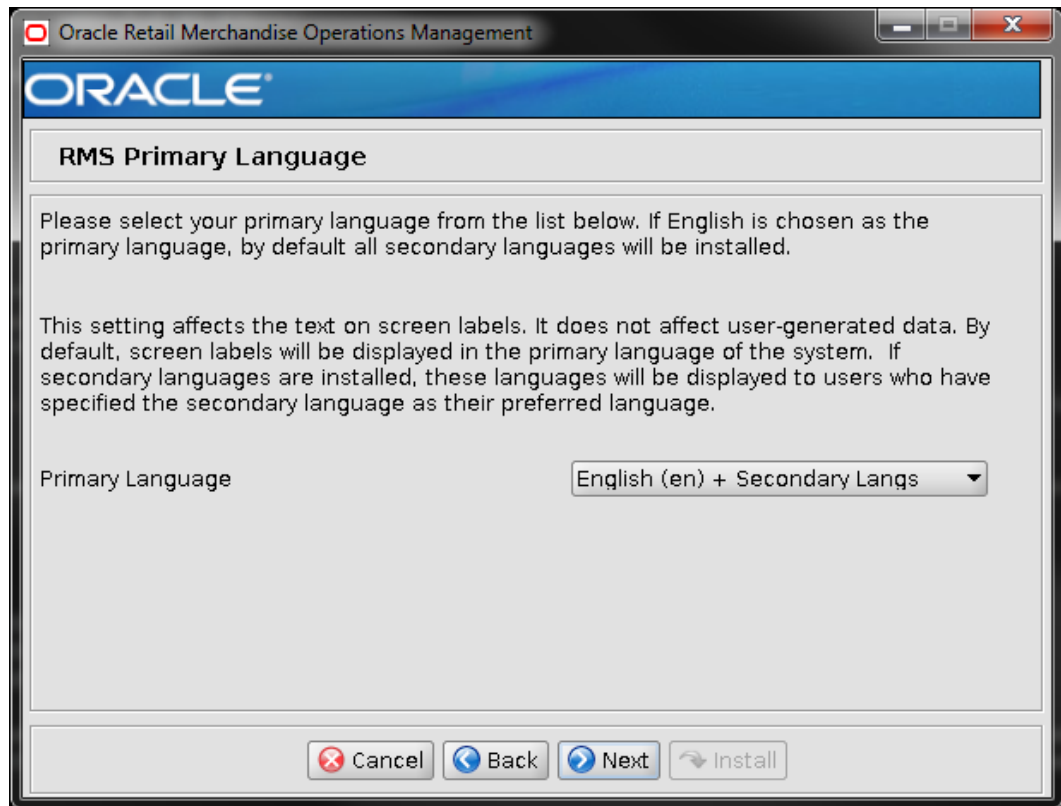 Oracle Retail Merchandise Operations Management
ORACLE®
RMS Primary Language
Please select your primary language from the list below. If English is chosen as the
primary language, by default all secondary languages will be installed.
This setting affects the text on screen labels. It does not affect user-generated data. By
default, screen labels will be displayed in the primary language of the system.  If
secondary languages are installed, these languages will be displayed to users who have
specified the secondary language as their preferred language.
Primary Language English (en) + Secondary Langs
Cancel Back Next Install